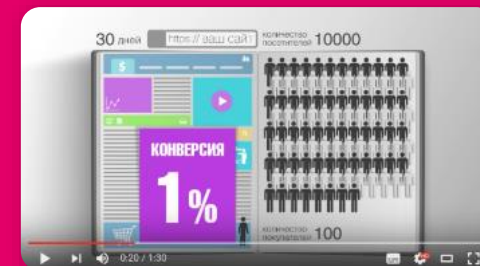 30 дней
https://ваш сайт
количество
посетителей 10000
$
КОНВЕРСИЯ
1%
количество
покупателей 100
0:20 / 1:30